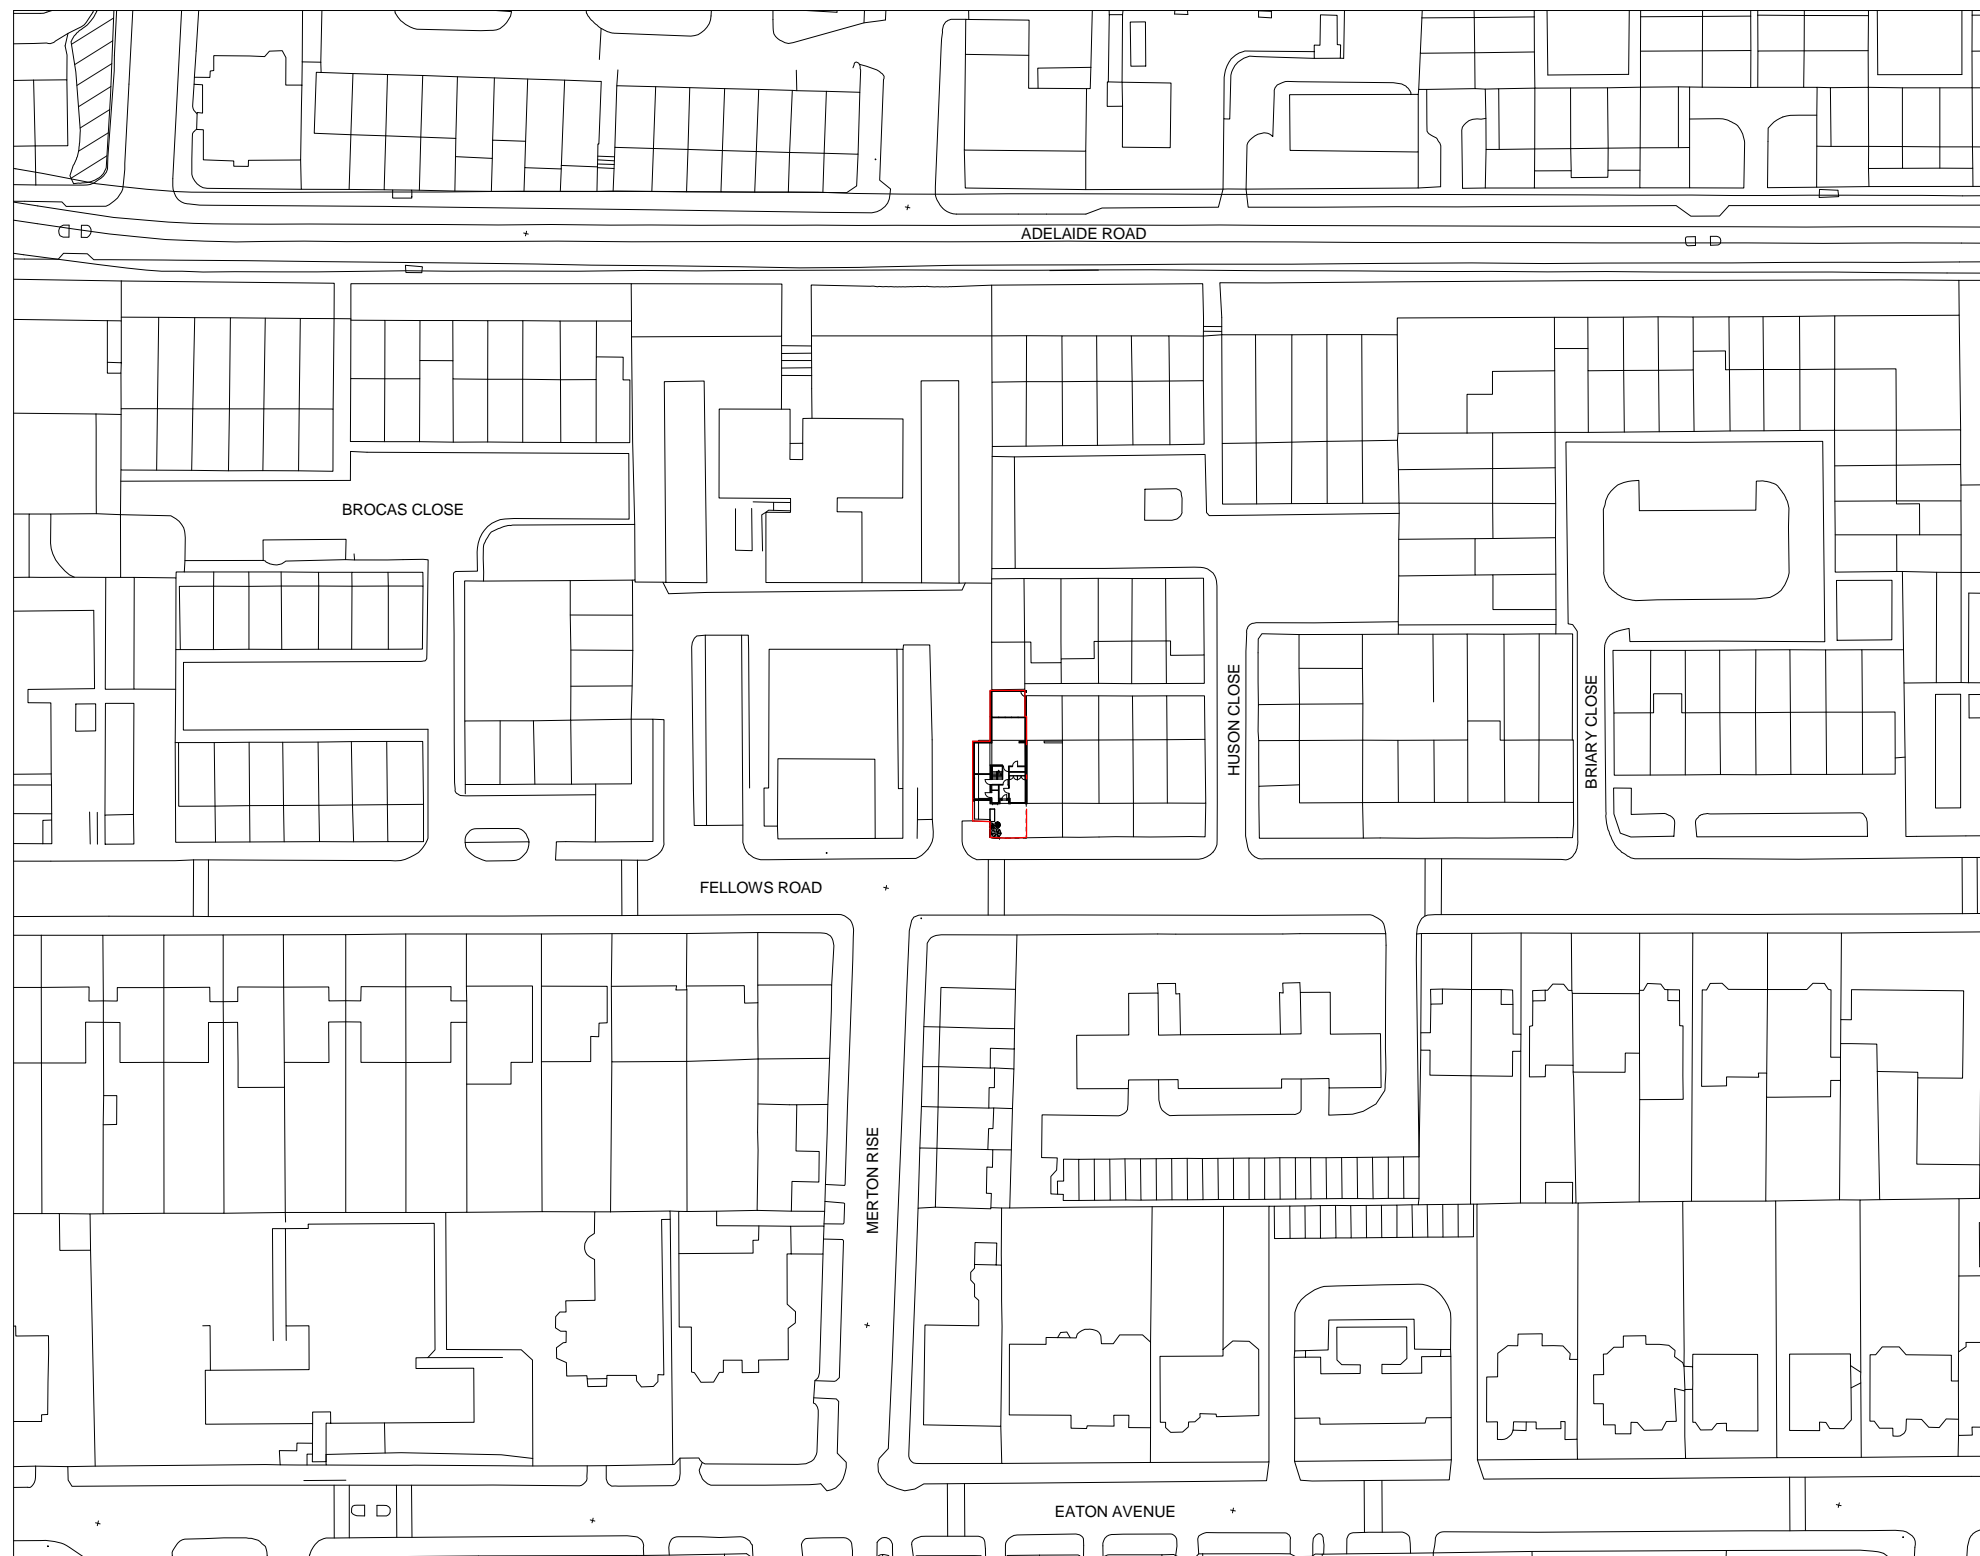 ADELAIDE ROAD
BROCAS CLOSE
HUSON CLOSE
BRIARY CLOSE
FELLOWS ROAD
MERTON RISE
EATON AVENUE